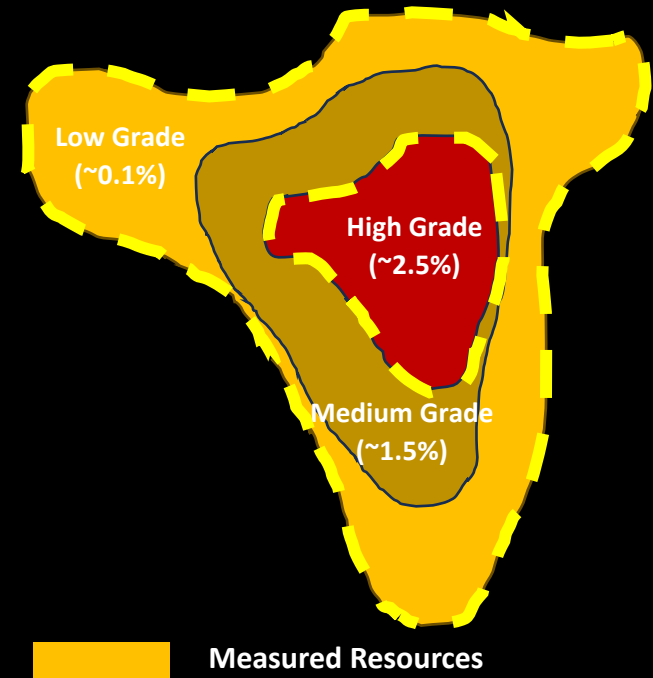 Low Grade
(~0.1%)
High Grade
(~2.5%)
Medium Grade
(~1.5%)
Measured Resources